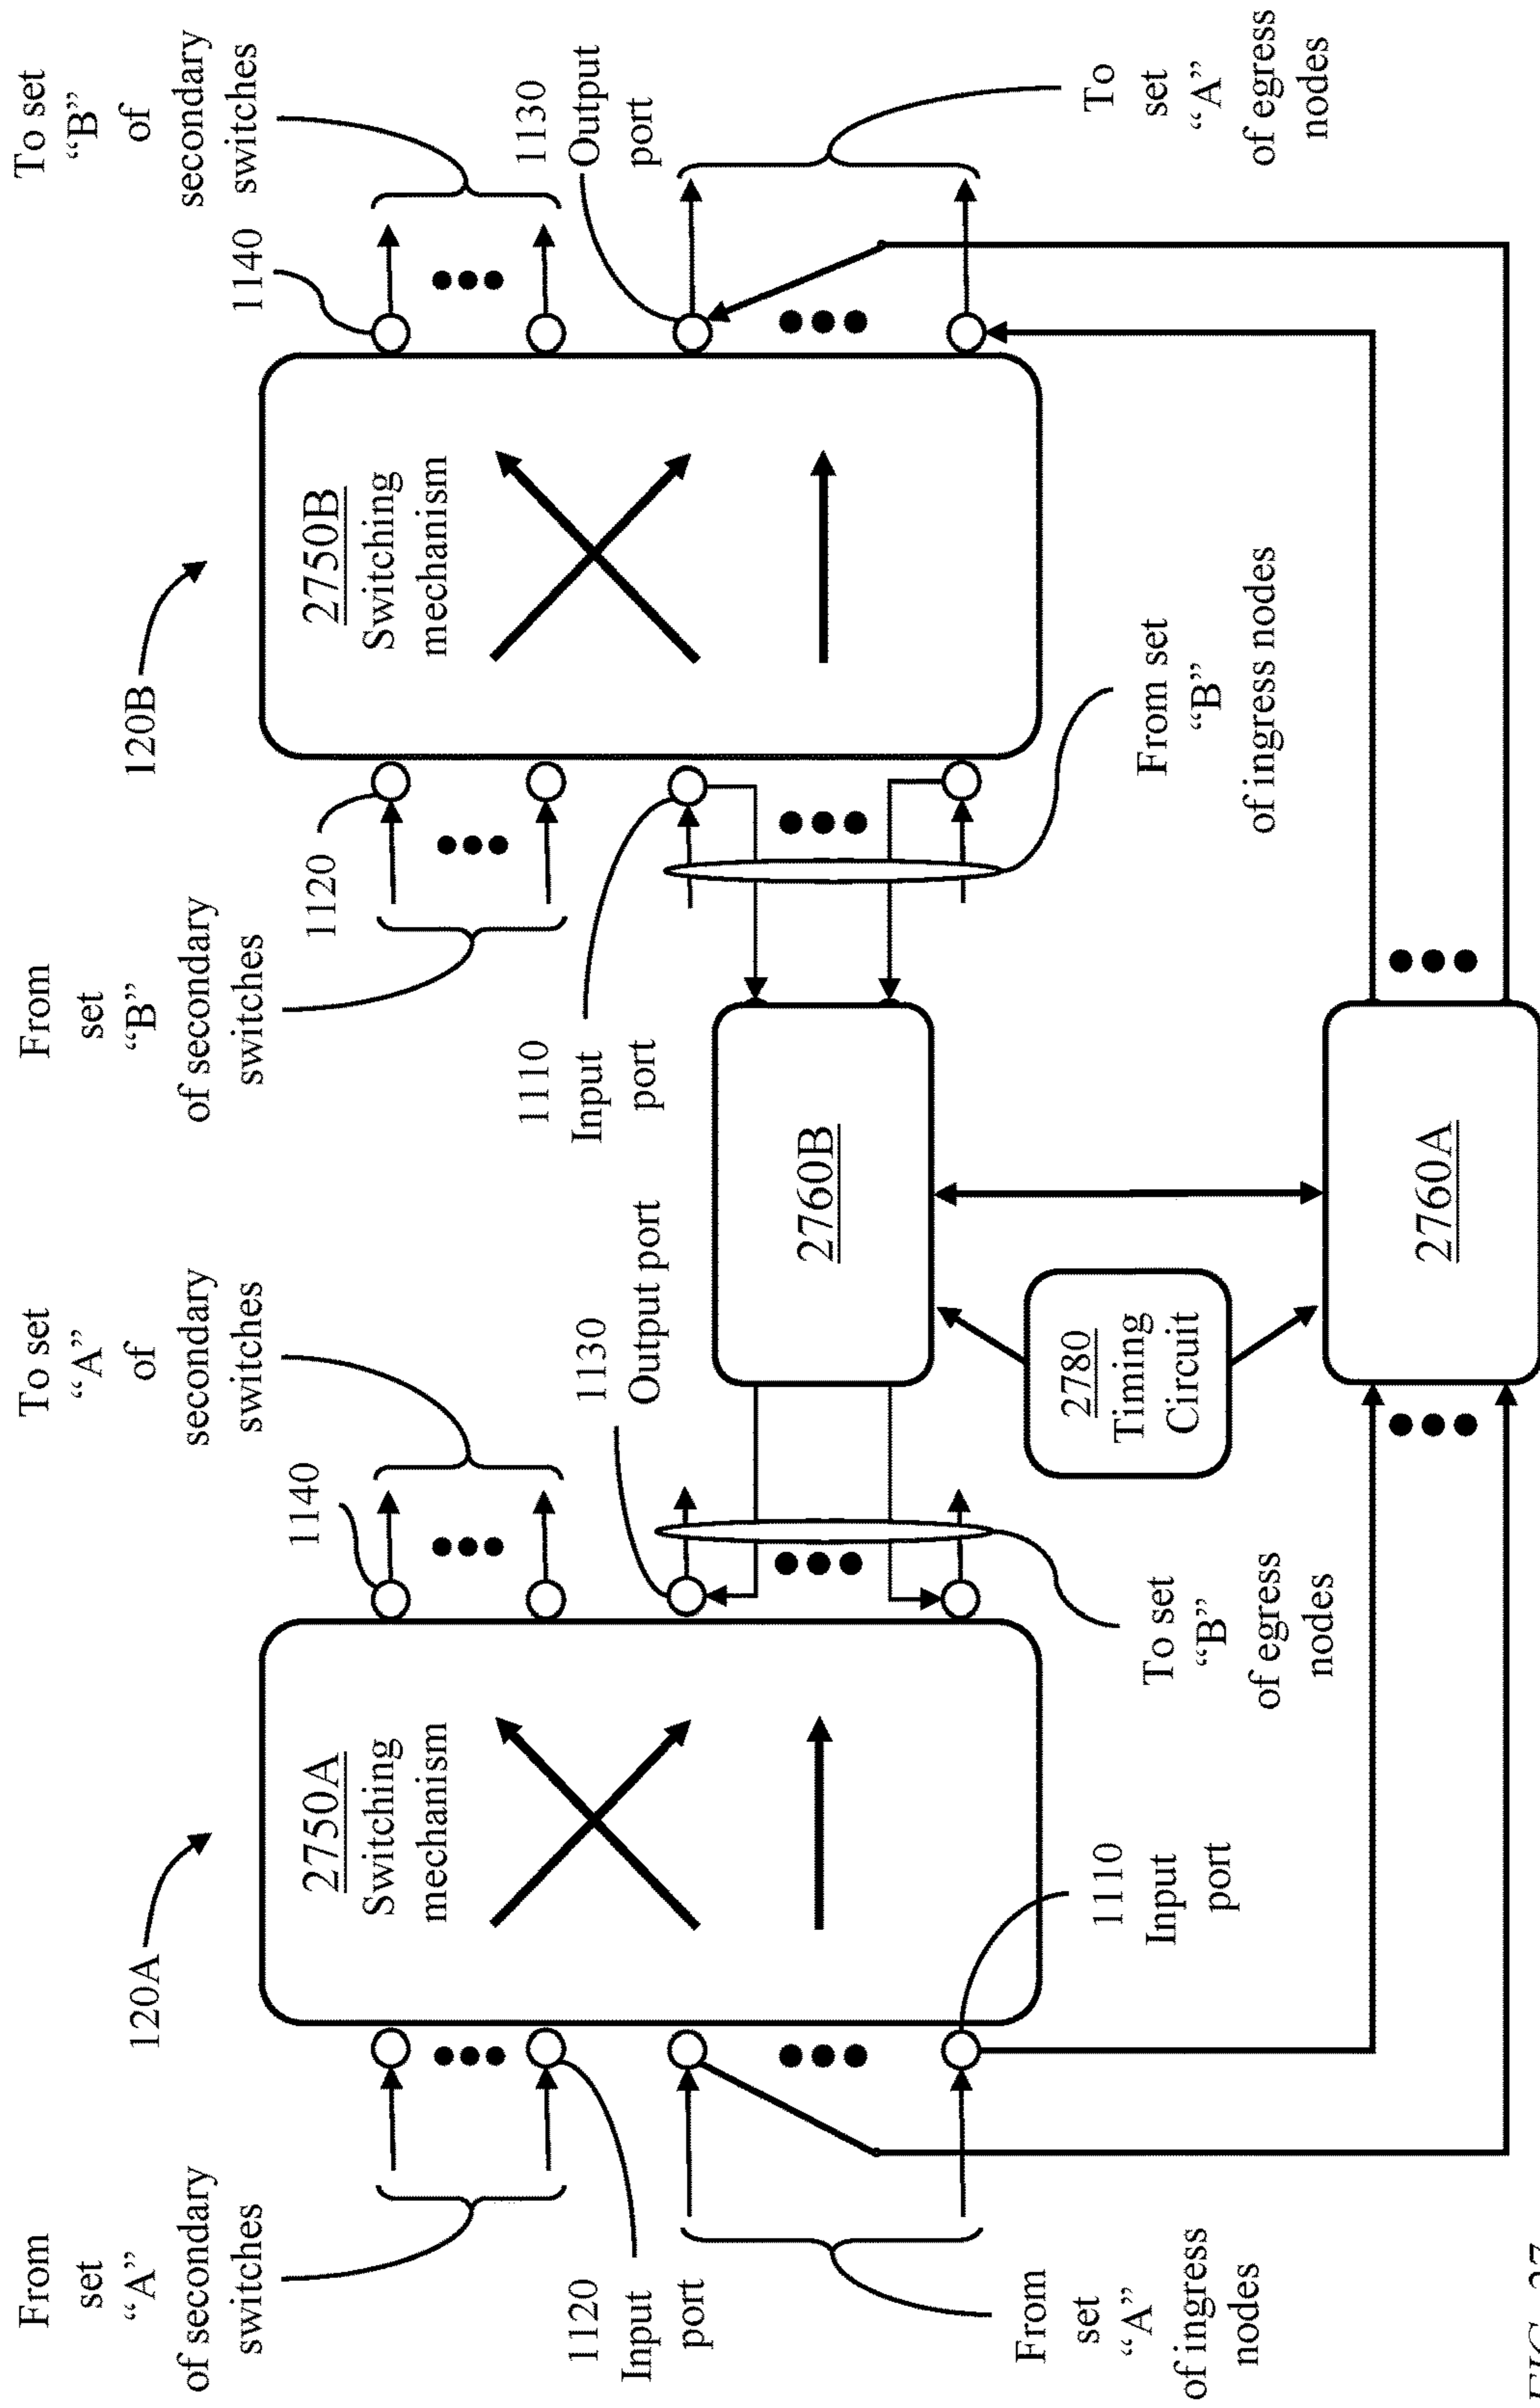 From
set
“A”
of secondary
switches
120A
To set
“A”
of
secondary
switches
From
set
“B”
of secondary
switches
120B
To set
“B”
of
secondary
switches
1140
1140
1120
2750A
Switching
mechanism
2750B
Switching
mechanism
1120
Input
port
1130
Output port
1110
Input
port
1130
Output
port
2760B
From
set
“A”
of ingress
nodes
1110
Input
port
To set
“B”
of egress
nodes
2780
Timing
Circuit
From set
“B”
of ingress nodes
To
set
“A”
of egress
nodes
2760A
FIG. 27